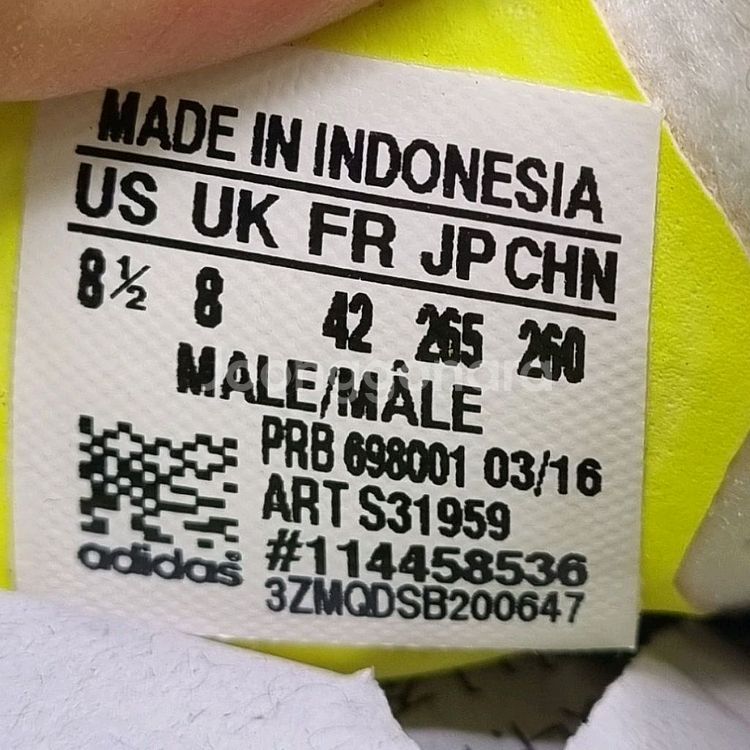 MADE IN INDONESIA
US UK FR JP CHN
8½ 8 42 265 260
MALE/MÂLE
Joonggonara
PRB 698001 03/16
ART S31959
#114458536
adidas
3ZMQDSB200647